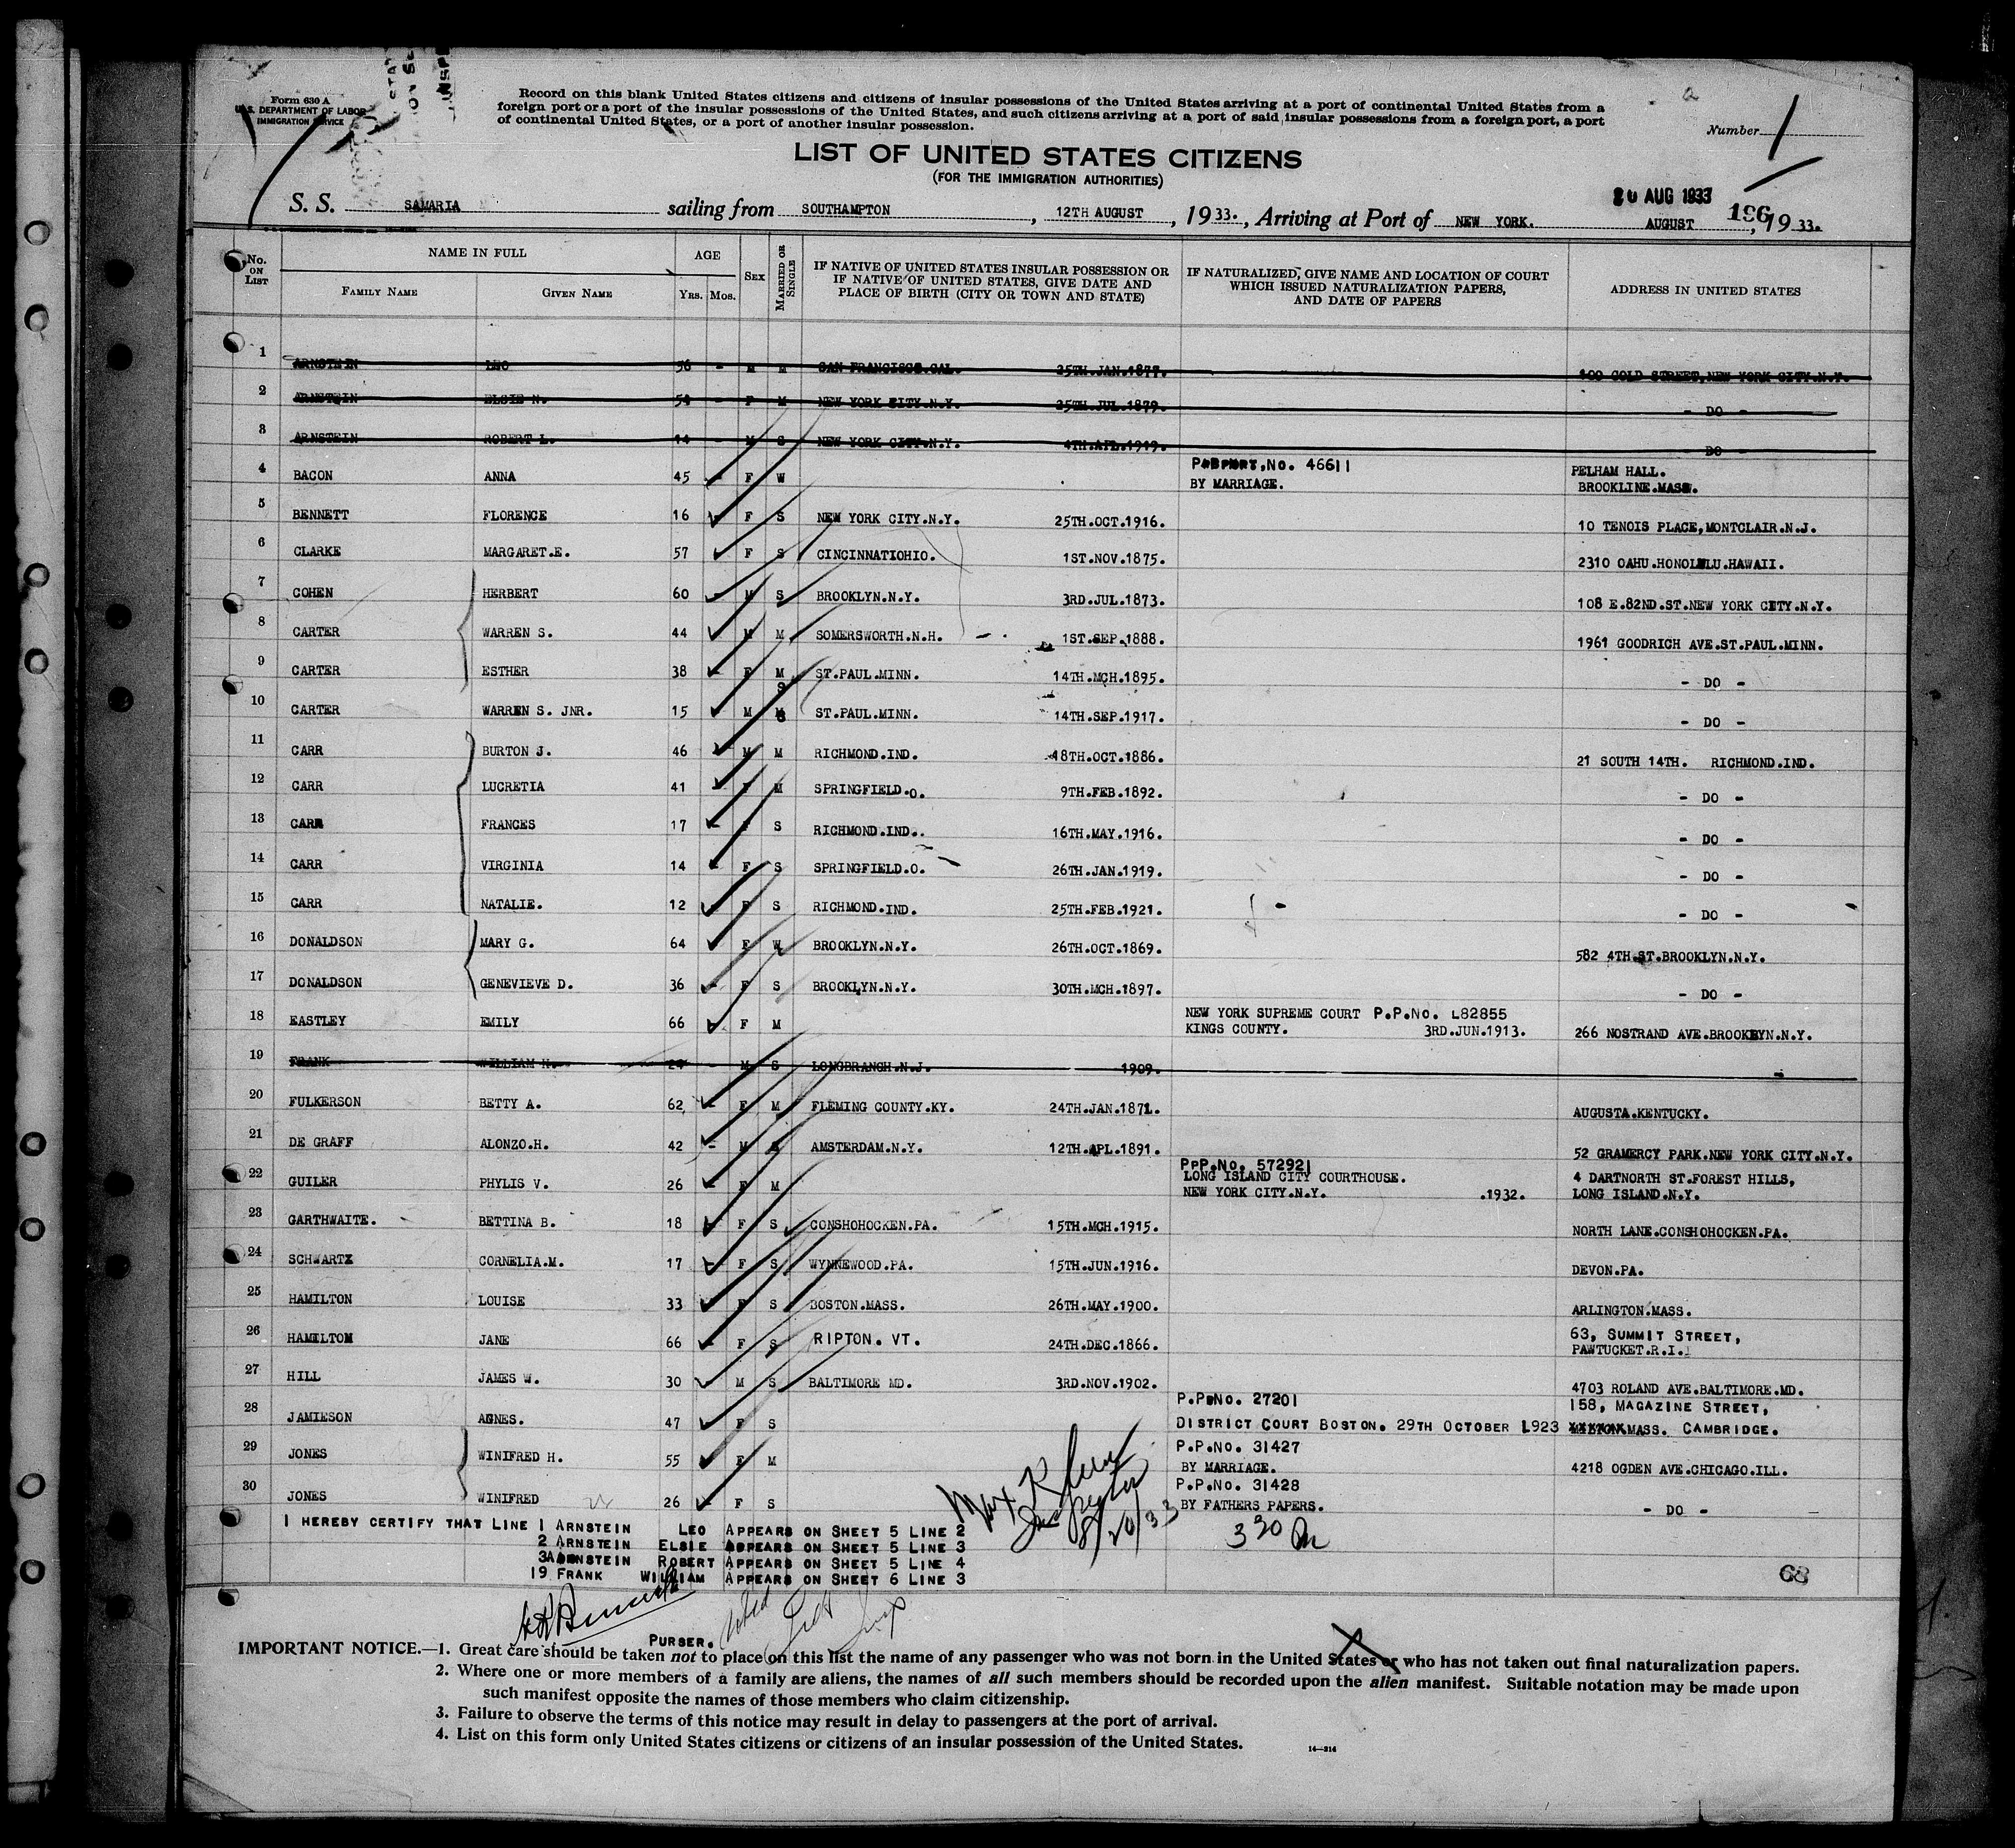 Form 630 A
U. S. DEPARTMENT OF LABOR
IMMIGRATION SERVICE
Record on this blank United States citizens and citizens of insular possessions of the United States arriving at a port of continental United States from a
foreign port or a port of the insular possessions of the United States, and such citizens arriving at a port of said insular possessions from a foreign port, a port
of continental United States, or a port of another insular possession.
Number 1
LIST OF UNITED STATES CITIZENS
(FOR THE IMMIGRATION AUTHORITIES)
20 AUG 1933
S. S. SAMARIA sailing from SOUTHAMPTON, 12TH AUGUST, 1933., Arriving at Port of NEW YORK. AUGUST 196, 1933.
No. ON LIST NAME IN FULL FAMILY NAME GIVEN NAME AGE YRS. MOS. SEX MARRIED OR SINGLE IF NATIVE OF UNITED STATES INSULAR POSSESSION OR IF NATIVE OF UNITED STATES, GIVE DATE AND PLACE OF BIRTH (CITY OR TOWN AND STATE) IF NATURALIZED, GIVE NAME AND LOCATION OF COURT WHICH ISSUED NATURALIZATION PAPERS, AND DATE OF PAPERS ADDRESS IN UNITED STATES
1 ARNSTEIN LEO 56 - M M SAN FRANCISCO.CAL. 25TH.JAN.1877. 100 GOLD STREET,NEW YORK CITY.N.Y.
2 ARNSTEIN ELSIE N. 54 - F M NEW YORK CITY.N.Y. 25TH.JUL.1879. - DO -
3 ARNSTEIN ROBERT L. 14 - M S NEW YORK CITY.N.Y. 4TH.APL.1919. - DO -
4 BACON ANNA 45 - F W No. 46611 BY MARRIAGE. PELHAM HALL. BROOKLINE.MASS.
5 BENNETT FLORENCE 16 - F S NEW YORK CITY.N.Y. 25TH.OCT.1916. 10 TENOIS PLACE,MONTCLAIR.N.J.
6 CLARKE MARGARET.E. 57 - F S CINCINNATIOHIO. 1ST.NOV.1875. 2310 OAHU.HONOLULU.HAWAII.
7 COHEN HERBERT 60 - M S BROOKLYN.N.Y. 3RD.JUL.1873. 108 E.82ND.ST.NEW YORK CITY.N.Y.
8 CARTER WARREN S. 44 - M M SOMERSWORTH.N.H. 1ST.SEP.1888. 1961 GOODRICH AVE.ST.PAUL.MINN.
9 CARTER ESTHER 38 - F M ST.PAUL.MINN. 14TH.MCH.1895. - DO -
10 CARTER WARREN S. JNR. 15 - M S ST.PAUL.MINN. 14TH.SEP.1917. - DO -
11 CARR BURTON J. 46 - M M RICHMOND.IND. 18TH.OCT.1886. 21 SOUTH 14TH. RICHMOND.IND.
12 CARR LUCRETIA 41 - F M SPRINGFIELD.O. 9TH.FEB.1892. - DO -
13 CARR FRANCES 17 - F S RICHMOND.IND. 16TH.MAY.1916. - DO -
14 CARR VIRGINIA 14 - F S SPRINGFIELD.O. 26TH.JAN.1919. - DO -
15 CARR NATALIE. 12 - F S RICHMOND.IND. 25TH.FEB.1921. - DO -
16 DONALDSON MARY G. 64 - F W BROOKLYN.N.Y. 26TH.OCT.1869. 582 4TH.ST.BROOKLYN.N.Y.
17 DONALDSON GENEVIEVE D. 36 - F S BROOKLYN.N.Y. 30TH.MCH.1897. - DO -
18 EASTLEY EMILY 66 - F M NEW YORK SUPREME COURT P.P.No. L82855 KINGS COUNTY. 3RD.JUN.1913. 266 NOSTRAND AVE.BROOKLYN.N.Y.
19 FRANK WILLIAM H. 24 - M S LONGBRANCH.N.J. 1909.
20 FULKERSON BETTY A. 62 - F M FLEMING COUNTY.KY. 24TH.JAN.1871. AUGUSTA.KENTUCKY.
21 DE GRAFF ALONZO.H. 42 - M AMSTERDAM.N.Y. 12TH.APL.1891. 52 GRAMERCY PARK.NEW YORK CITY.N.Y.
22 GUILER PHYLIS V. 26 - F M PPP.No. 572921 LONG ISLAND CITY COURTHOUSE. NEW YORK CITY.N.Y. .1932. 4 DARTNORTH ST.FOREST HILLS, LONG ISLAND.N.Y.
23 GARTHWAITE. BETTINA B. 18 - F S CONSHOHOCKEN.PA. 15TH.MCH.1915. NORTH LANE.CONSHOHOCKEN.PA.
24 SCHWARTZ CORNELIA.M. 17 - F S WYNNEWOOD.PA. 15TH.JUN.1916. DEVON.PA.
25 HAMILTON LOUISE 33 - F S BOSTON.MASS. 26TH.MAY.1900. ARLINGTON.MASS.
26 HAMILTON JANE 66 - F S RIPTON. VT. 24TH.DEC.1866. 63, SUMMIT STREET, PAWTUCKET.R.I.
27 HILL JAMES W. 30 - M S BALTIMORE MD. 3RD.NOV.1902. 4703 ROLAND AVE.BALTIMORE.MD.
28 JAMIESON AGNES. 47 - F S P.P.No. 27201 DISTRICT COURT BOSTON. 29TH OCTOBER L923 158, MAGAZINE STREET, MASS. CAMBRIDGE.
29 JONES WINIFRED H. 55 - F M P.P.No. 31427 BY MARRIAGE. 4218 OGDEN AVE.CHICAGO.ILL.
30 JONES WINIFRED 26 - F S P.P.No. 31428 BY FATHERS PAPERS. - DO -
I HEREBY CERTIFY THAT LINE 1 ARNSTEIN LEO APPEARS ON SHEET 5 LINE 2
2 ARNSTEIN ELSIE APPEARS ON SHEET 5 LINE 3
3 ARNSTEIN ROBERT APPEARS ON SHEET 5 LINE 4
19 FRANK WILLIAM APPEARS ON SHEET 6 LINE 3
Inspector
8/20/33
68
PURSER.
IMPORTANT NOTICE.—1. Great care should be taken not to place on this list the name of any passenger who was not born in the United States or who has not taken out final naturalization papers.
2. Where one or more members of a family are aliens, the names of all such members should be recorded upon the alien manifest. Suitable notation may be made upon
such manifest opposite the names of those members who claim citizenship.
3. Failure to observe the terms of this notice may result in delay to passengers at the port of arrival.
4. List on this form only United States citizens or citizens of an insular possession of the United States.
14—314